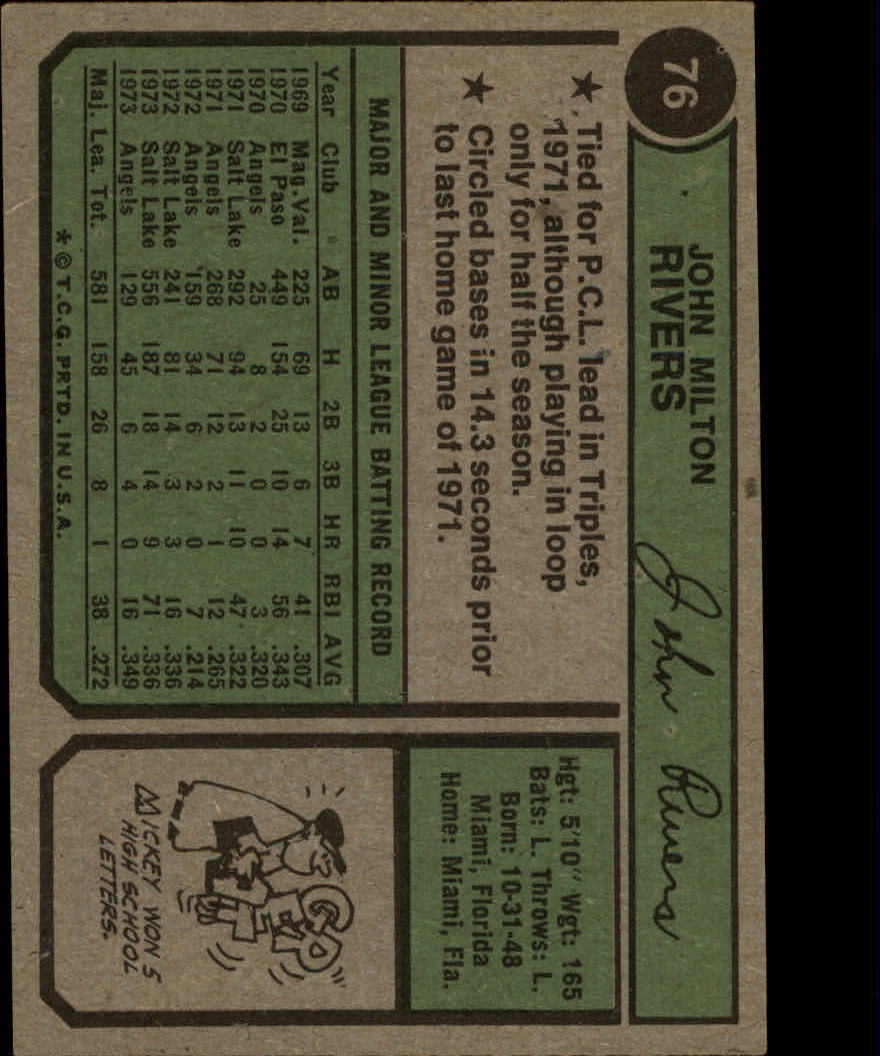 76
JOHN MILTON
RIVERS
John Rivers
★ Tied for P.C.L. lead in Triples,
1971, although playing in loop
only for half the season.
★ Circled bases in 14.3 seconds prior
to last home game of 1971.
MAJOR AND MINOR LEAGUE BATTING RECORD
Year Club AB H 2B 3B HR RBI AVG
1969 Mag.Val. 225 69 13 6 7 41 .307
1970 El Paso 449 154 25 10 14 56 .343
1970 Angels 25 8 2 0 0 3 .320
1971 Salt Lake 292 94 13 11 10 47 .322
1971 Angels 268 71 12 2 1 12 .265
1972 Angels 159 34 6 2 0 7 .214
1972 Salt Lake 241 81 14 3 3 16 .336
1973 Salt Lake 556 187 18 14 9 71 .336
1973 Angels 129 45 6 4 0 16 .349
Maj. Lea. Tot. 581 158 26 8 1 38 .272
* © T.C.G. PRTD. IN U.S.A.
Hgt: 5'10" Wgt: 165
Bats: L. Throws: L.
Born: 10-31-48
Miami, Florida
Home: Miami, Fla.
MICKEY WON 5
HIGH SCHOOL
LETTERS.